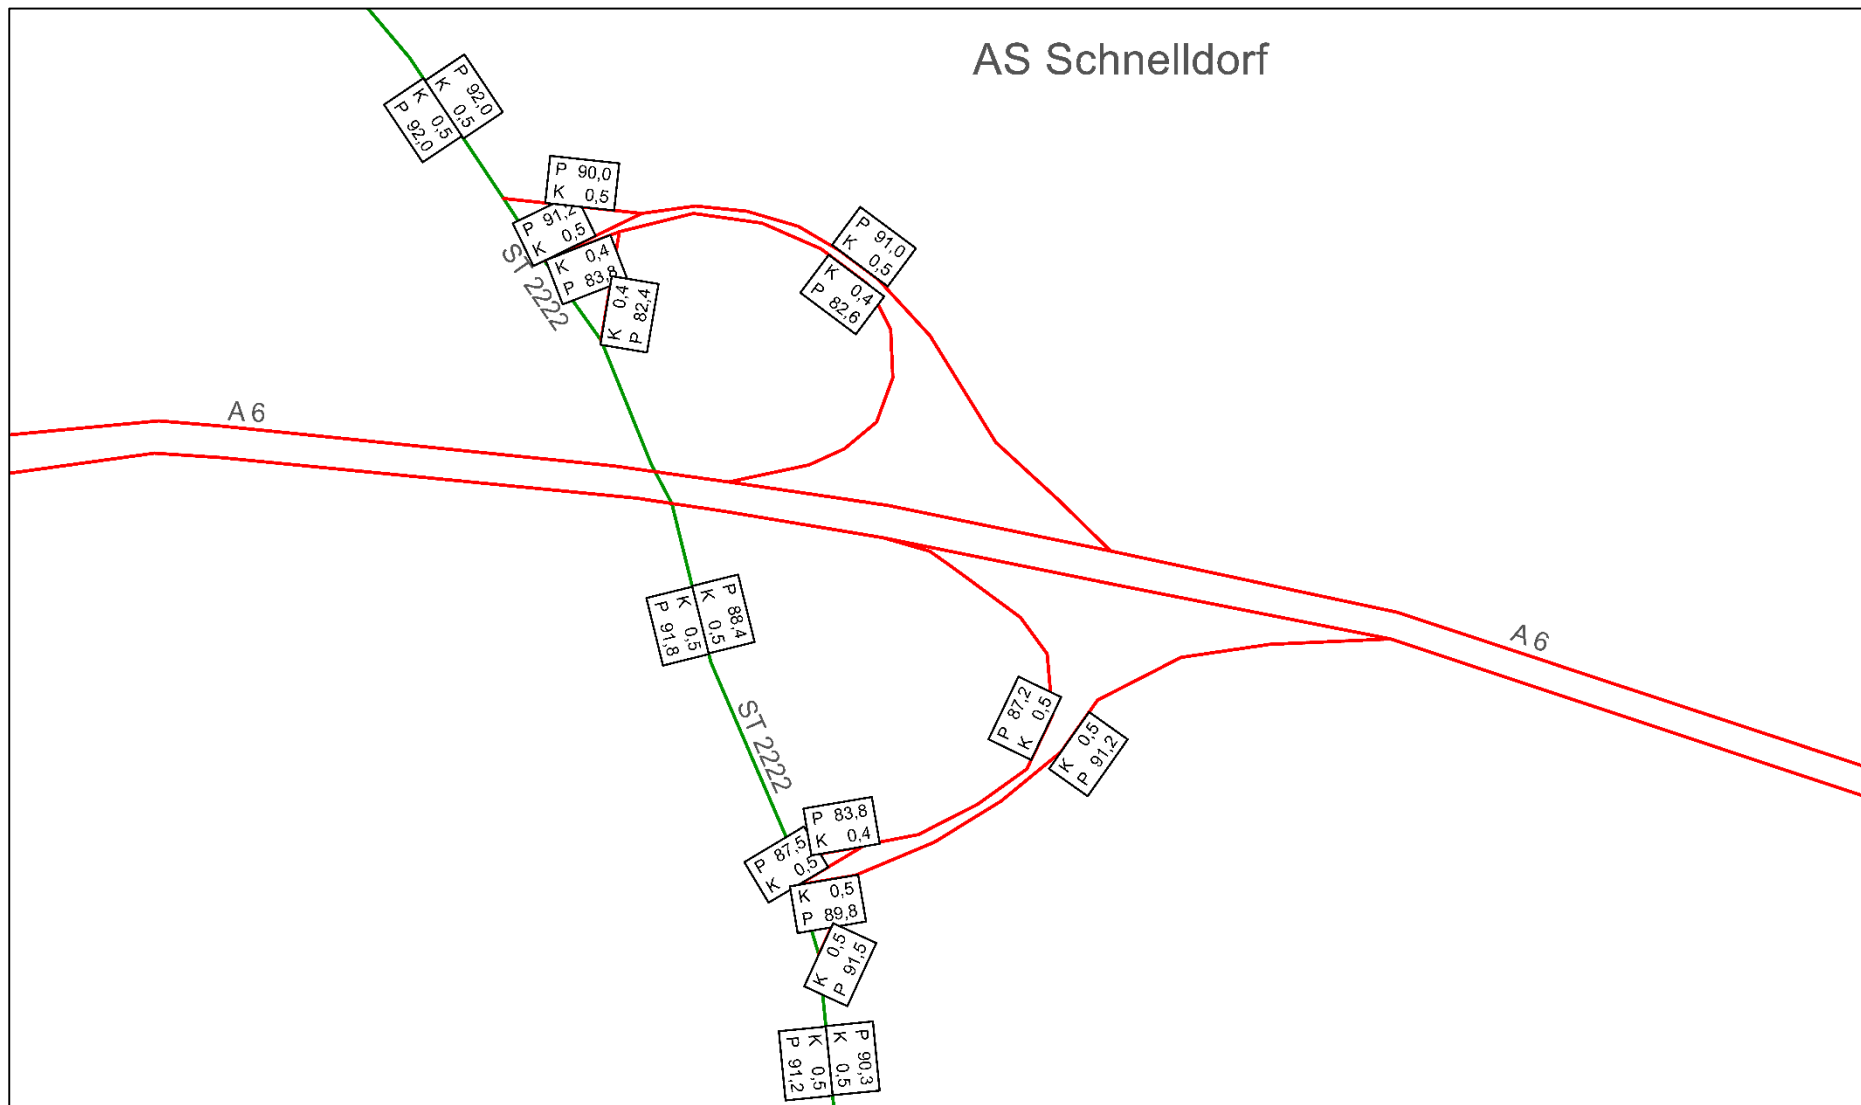 AS Schnelldorf
P 92,0
K 0,5
K 0,5
P 92,0
P 90,0
K 0,5
P 91,2
K 0,5
K 0,4
P 83,8
K 0,4
P 82,4
ST 2222
P 91,0
K 0,5
K 0,4
P 82,6
A 6
P 88,4
K 0,5
K 0,5
P 91,8
A 6
P 87,2
K 0,5
K 0,5
P 91,2
ST 2222
P 83,8
K 0,4
P 87,5
K 0,5
K 0,5
P 89,8
K 0,5
P 91,5
P 90,3
K 0,5
K 0,5
P 91,2